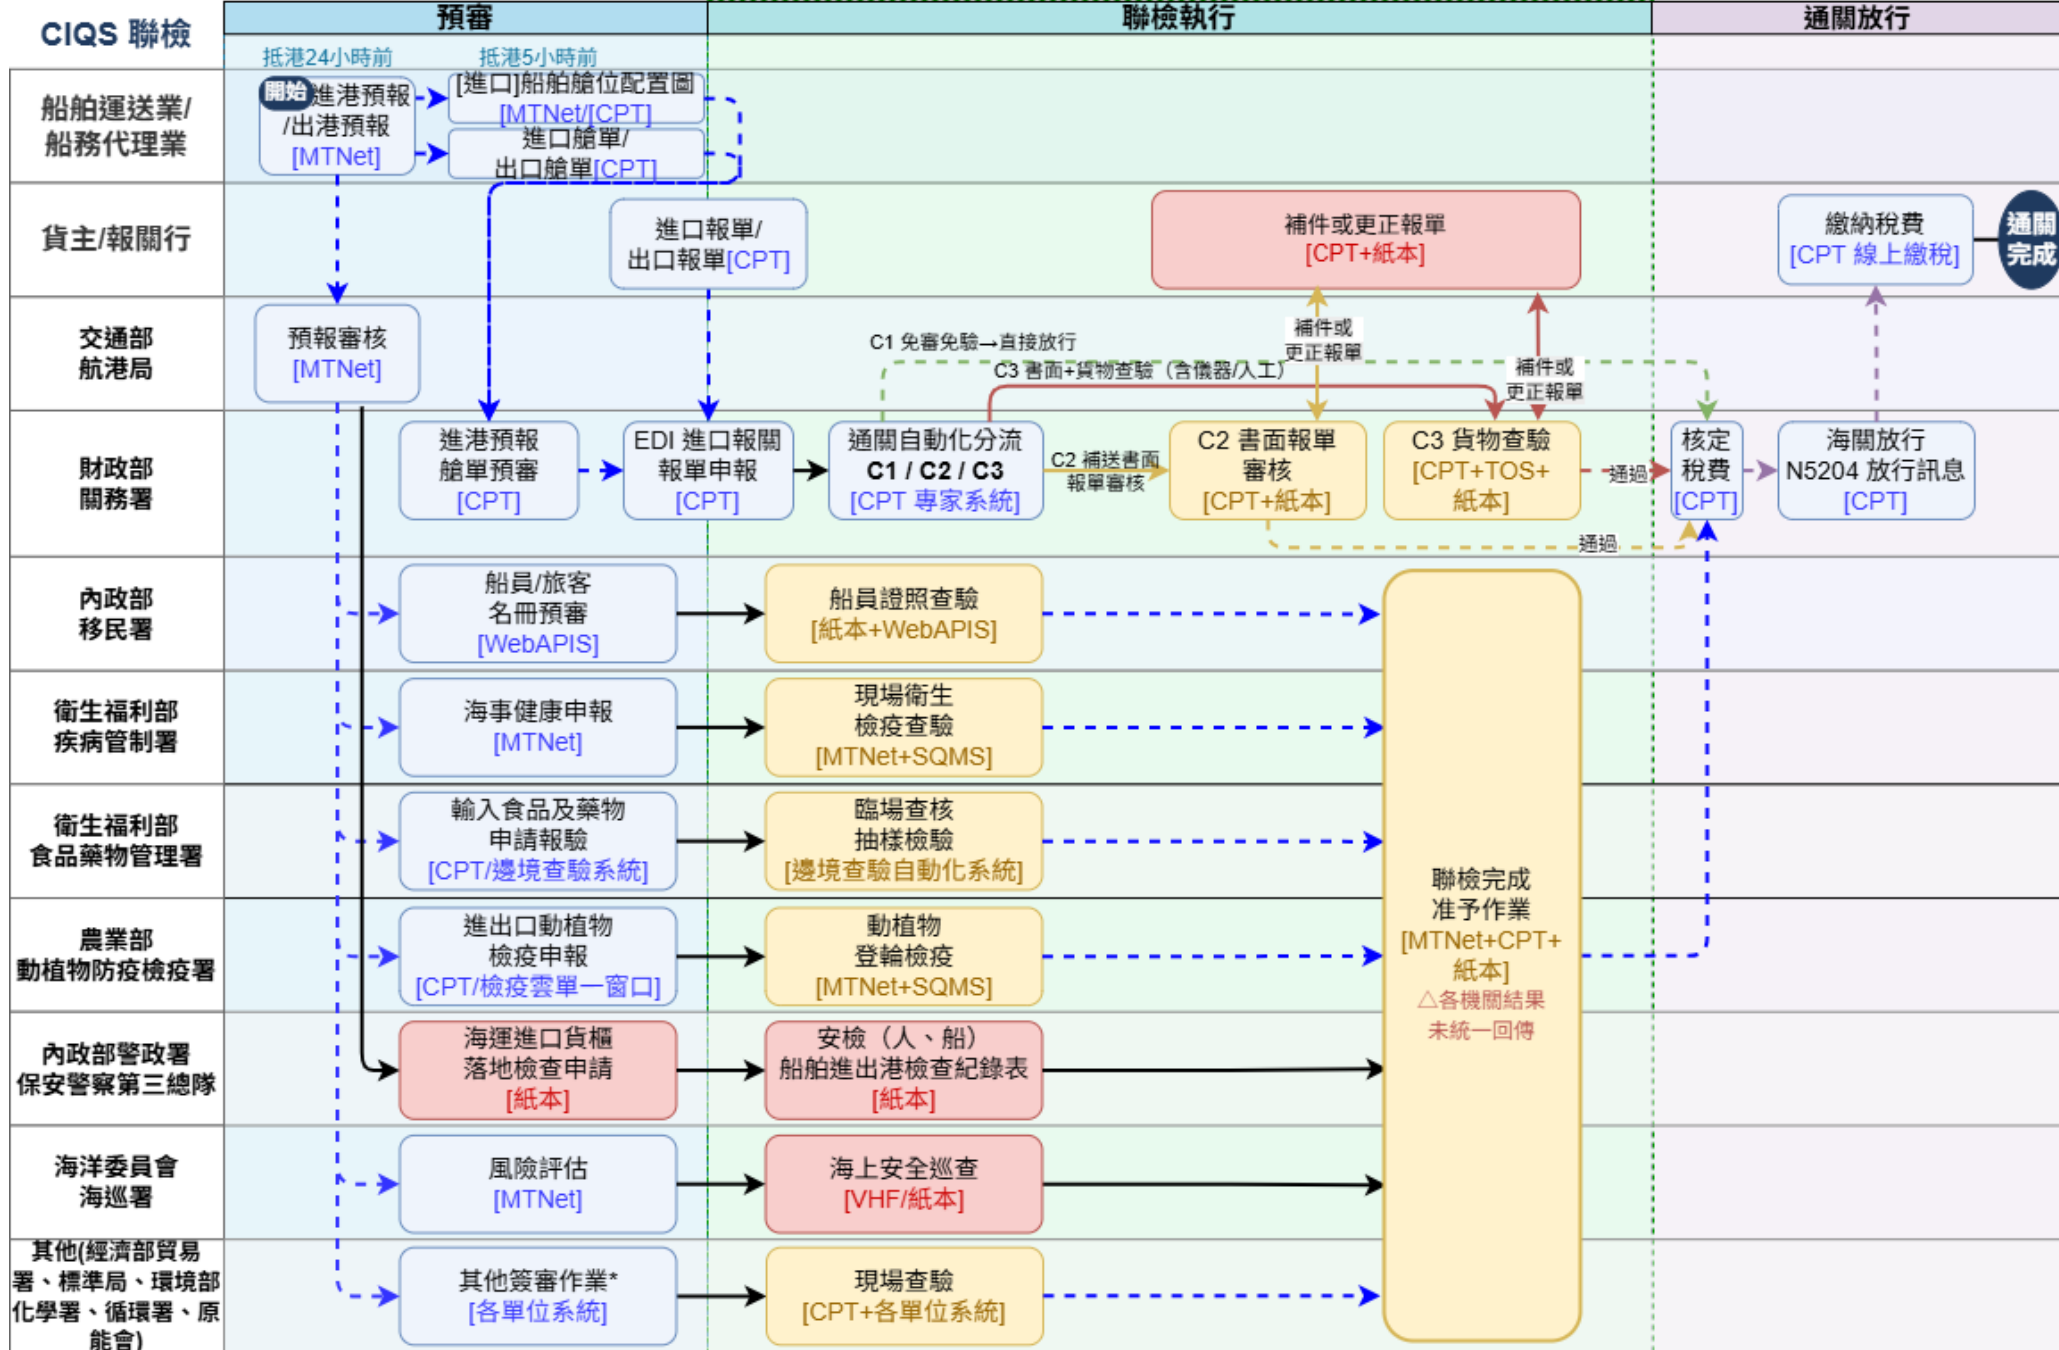 CIQS 聯檢
預審
聯檢執行
通關放行
抵港24小時前
抵港5小時前
船舶運送業/
船務代理業
開始
進港預報
/出港預報
[MTNet]
[進口]船舶艙位配置圖
[MTNet/[CPT]
進口艙單/
出口艙單[CPT]
貨主/報關行
進口報單/
出口報單[CPT]
補件或更正報單
[CPT+紙本]
繳納稅費
[CPT 線上繳稅]
通關
完成
交通部
航港局
預報審核
[MTNet]
C1 免審免驗→直接放行
C3 書面+貨物查驗（含儀器/人工）
補件或
更正報單
補件或
更正報單
財政部
關務署
進港預報
艙單預審
[CPT]
EDI 進口報關
報單申報
[CPT]
通關自動化分流
C1 / C2 / C3
[CPT 專家系統]
C2 補送書面
報單審核
C2 書面報單
審核
[CPT+紙本]
C3 貨物查驗
[CPT+TOS+
紙本]
通過
通過
核定
稅費
[CPT]
海關放行
N5204 放行訊息
[CPT]
內政部
移民署
船員/旅客
名冊預審
[WebAPIS]
船員證照查驗
[紙本+WebAPIS]
衛生福利部
疾病管制署
海事健康申報
[MTNet]
現場衛生
檢疫查驗
[MTNet+SQMS]
衛生福利部
食品藥物管理署
輸入食品及藥物
申請報驗
[CPT/邊境查驗系統]
臨場查核
抽樣檢驗
[邊境查驗自動化系統]
聯檢完成
准予作業
[MTNet+CPT+
紙本]
△各機關結果
未統一回傳
農業部
動植物防疫檢疫署
進出口動植物
檢疫申報
[CPT/檢疫雲單一窗口]
動植物
登輪檢疫
[MTNet+SQMS]
內政部警政署
保安警察第三總隊
海運進口貨櫃
落地檢查申請
[紙本]
安檢（人、船）
船舶進出港檢查紀錄表
[紙本]
海洋委員會
海巡署
風險評估
[MTNet]
海上安全巡查
[VHF/紙本]
其他(經濟部貿易
署、標準局、環境部
化學署、循環署、原
能會)
其他簽審作業*
[各單位系統]
現場查驗
[CPT+各單位系統]